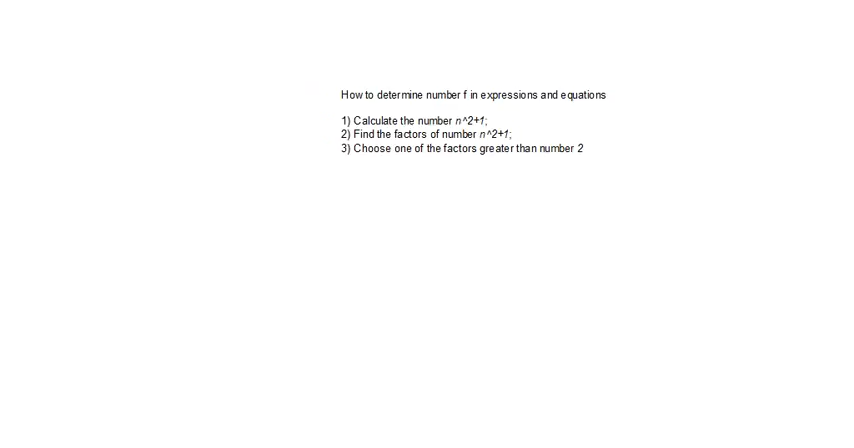 How to determine number f in expressions and equations
1) Calculate the number n^2+1;
2) Find the factors of number n^2+1;
3) Choose one of the factors greater than number 2